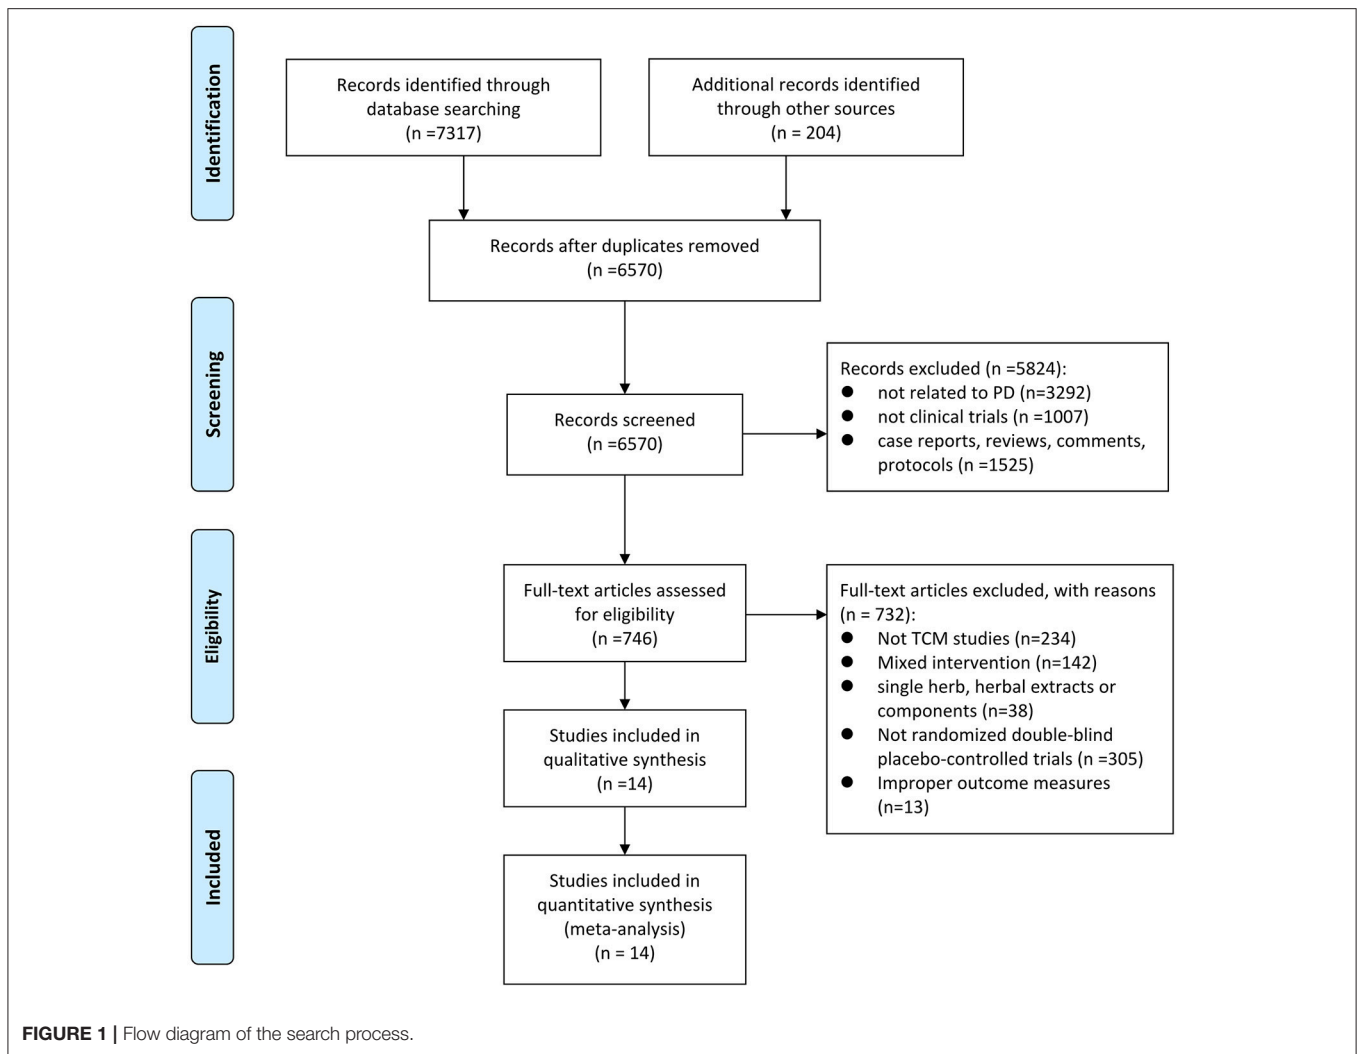 Identification
Records identified through
database searching
(n =7317)
Additional records identified
through other sources
(n = 204)
Records after duplicates removed
(n =6570)
Screening
Records screened
(n =6570)
Records excluded (n =5824):
● not related to PD (n=3292)
● not clinical trials (n =1007)
● case reports, reviews, comments,
protocols (n =1525)
Eligibility
Full-text articles assessed
for eligibility
(n =746)
Full-text articles excluded, with reasons
(n = 732):
● Not TCM studies (n=234)
● Mixed intervention (n=142)
● single herb, herbal extracts or
components (n=38)
● Not randomized double-blind
placebo-controlled trials (n =305)
● Improper outcome measures
(n=13)
Studies included in
qualitative synthesis
(n =14)
Included
Studies included in
quantitative synthesis
(meta-analysis)
(n = 14)
FIGURE 1 | Flow diagram of the search process.